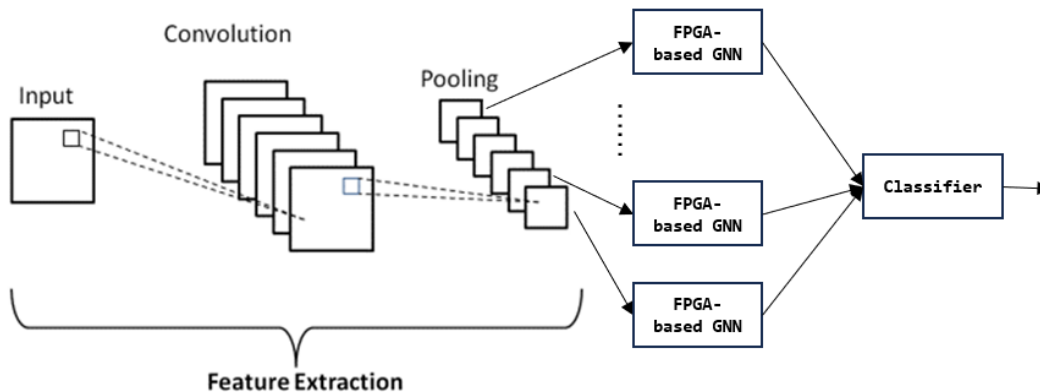 Convolution
Input
Pooling
FPGA-
based GNN
FPGA-
based GNN
FPGA-
based GNN
Classifier
Feature Extraction